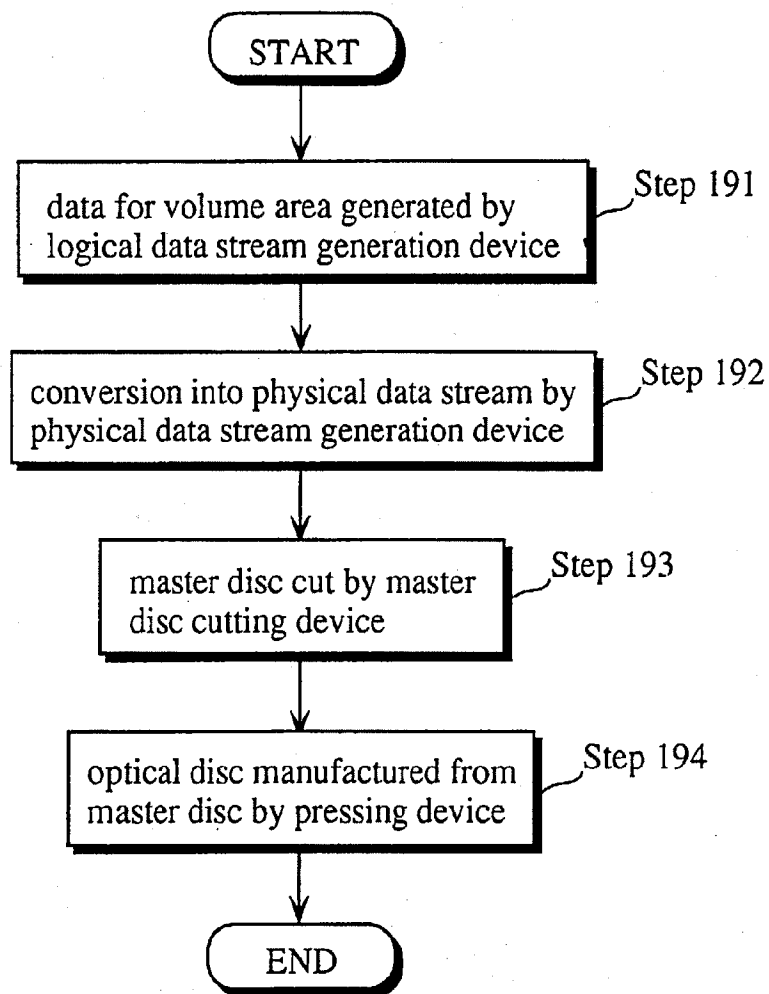 START
Step 191
data for volume area generated by
logical data stream generation device
Step 192
conversion into physical data stream by
physical data stream generation device
Step 193
master disc cut by master
disc cutting device
Step 194
optical disc manufactured from
master disc by pressing device
END